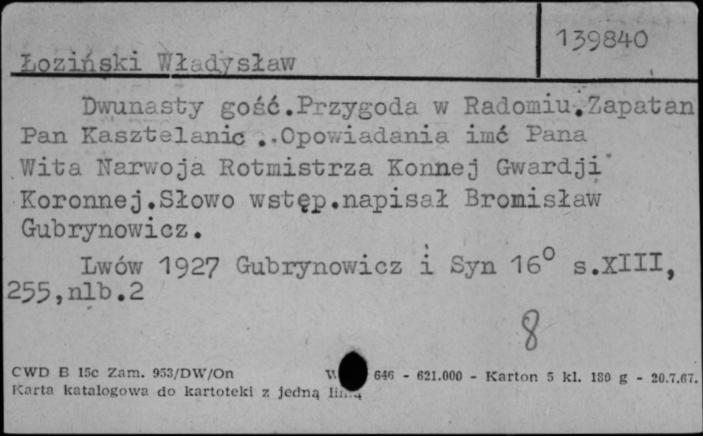 139840
Łoziński Władysław
Dwunasty gość.Przygoda w Radomiu.Zapatan
Pan Kasztelanic ..Opowiadania imć Pana
Wita Narwoja Rotmistrza Konnej Gwardji
Koronnej.Słowo wstęp.napisał Bronisław
Gubrynowicz.
Lwów 1927 Gubrynowicz i Syn 16° s.XIII,
255,nlb.2
8
CWD B 15c Zam. 953/DW/On 646 - 621.000 - Karton 5 kl. 180 g - 20.7.67.
Karta katalogowa do kartoteki z jedną linią